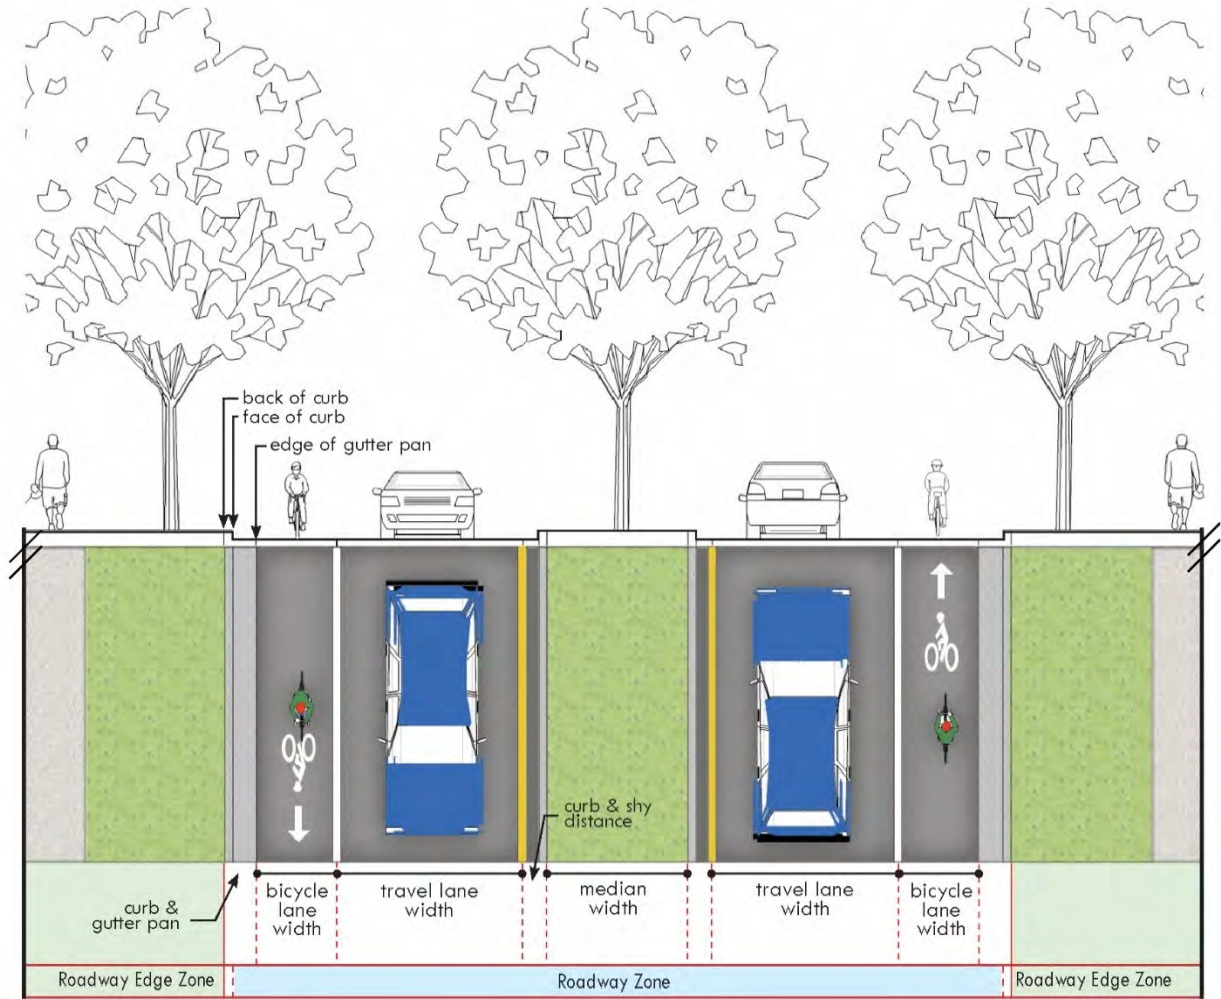 back of curb
face of curb
edge of gutter pan
curb & shy
distance
curb &
gutter pan
bicycle
lane
width
travel lane
width
median
width
travel lane
width
bicycle
lane
width
Roadway Edge Zone
Roadway Zone
Roadway Edge Zone